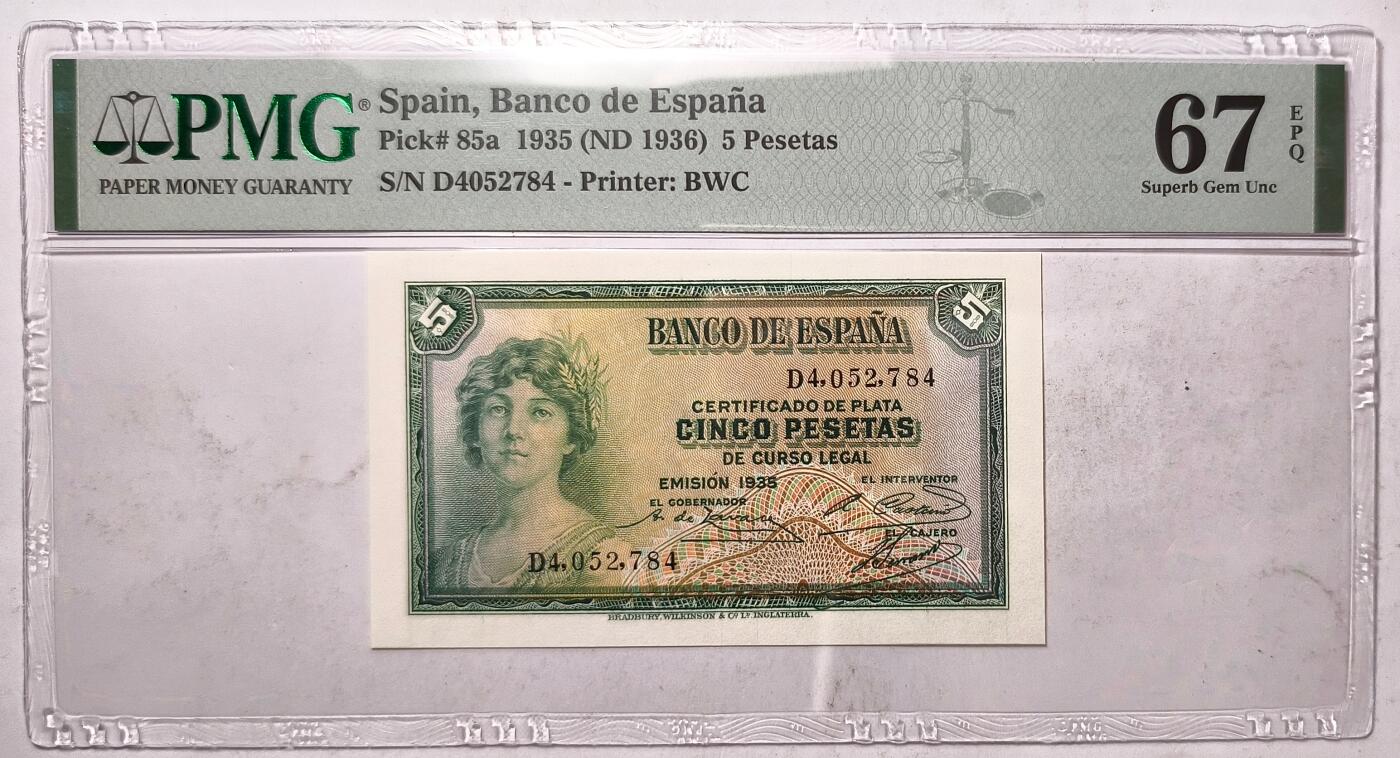 PMG®
PAPER MONEY GUARANTY
Spain, Banco de España
Pick# 85a 1935 (ND 1936) 5 Pesetas
S/N D4052784 - Printer: BWC
67
EPQ
Superb Gem Unc
5
5
BANCO DE ESPAÑA
D4,052,784
CERTIFICADO DE PLATA
CINCO PESETAS
DE CURSO LEGAL
EMISIÓN 1935
EL INTERVENTOR
EL GOBERNADOR
EL CAJERO
D4,052,784
BRADBURY, WILKINSON & Cº Lᴰ INGLATERRA.